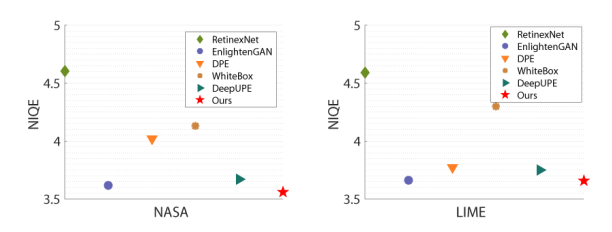 5
4.5
4
3.5
NIQE
RetinexNet
EnlightenGAN
DPE
WhiteBox
DeepUPE
Ours
NASA
5
4.5
4
3.5
NIQE
RetinexNet
EnlightenGAN
DPE
WhiteBox
DeepUPE
Ours
LIME